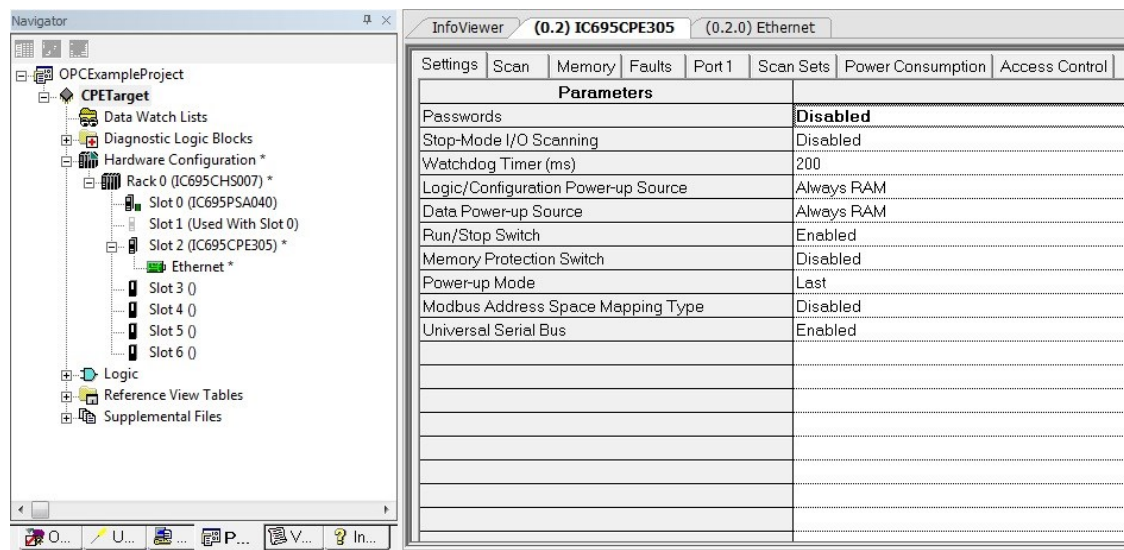 Navigator
OPCExampleProject
CPETarget
Data Watch Lists
Diagnostic Logic Blocks
Hardware Configuration *
Rack 0 (IC695CHS007) *
Slot 0 (IC695PSA040)
Slot 1 (Used With Slot 0)
Slot 2 (IC695CPE305) *
Ethernet *
Slot 3 ()
Slot 4 ()
Slot 5 ()
Slot 6 ()
Logic
Reference View Tables
Supplemental Files
O... U... ... P... V... In...
InfoViewer (0.2) IC695CPE305 (0.2.0) Ethernet
Settings Scan Memory Faults Port 1 Scan Sets Power Consumption Access Control
Parameters
Passwords Disabled
Stop-Mode I/O Scanning Disabled
Watchdog Timer (ms) 200
Logic/Configuration Power-up Source Always RAM
Data Power-up Source Always RAM
Run/Stop Switch Enabled
Memory Protection Switch Disabled
Power-up Mode Last
Modbus Address Space Mapping Type Disabled
Universal Serial Bus Enabled